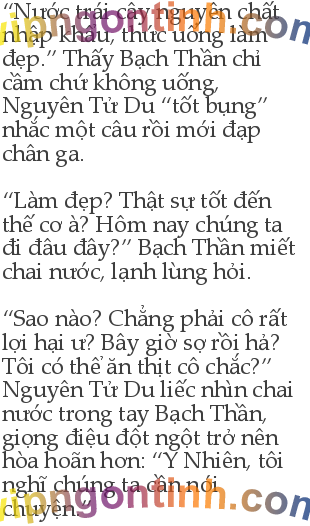 “Nước trái cây nguyên chất
nhập khẩu, thức uống làm
đẹp.” Thấy Bạch Thần chỉ
cầm chứ không uống,
Nguyên Tử Du “tốt bụng”
nhắc một câu rồi mới đạp
chân ga.
“Làm đẹp? Thật sự tốt đến
thế cơ à? Hôm nay chúng ta
đi đâu đây?” Bạch Thần miết
chai nước, lạnh lùng hỏi.
“Sao nào? Chẳng phải cô rất
lợi hại ư? Bây giờ sợ rồi hả?
Tôi có thể ăn thịt cô chắc?”
Nguyên Tử Du liếc nhìn chai
nước trong tay Bạch Thần,
giọng điệu đột ngột trở nên
hòa hoãn hơn: “Y Nhiên, tôi
nghĩ chúng ta cần nói
chuyện.
vipngontinh.com
vipngontinh.com